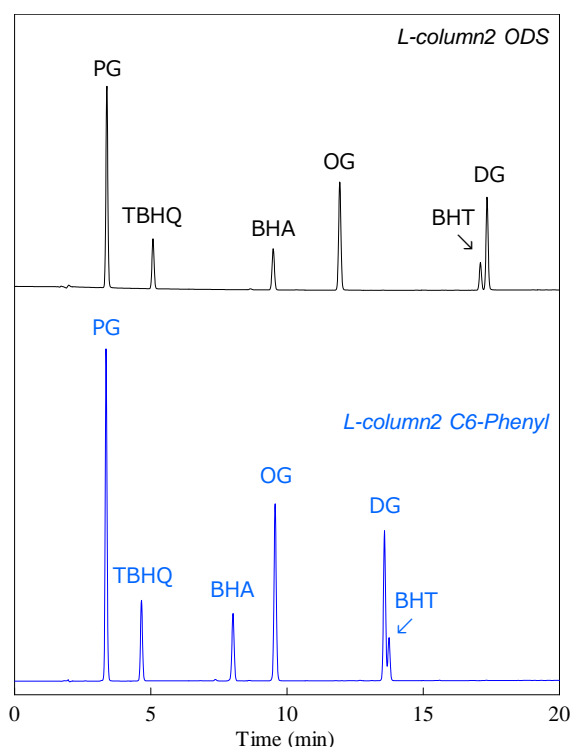 L-column2 ODS
PG
TBHQ
BHA
OG
BHT
↙
DG
PG
L-column2 C6-Phenyl
TBHQ
BHA
OG
DG
BHT
0 5 10 15 20
Time (min)